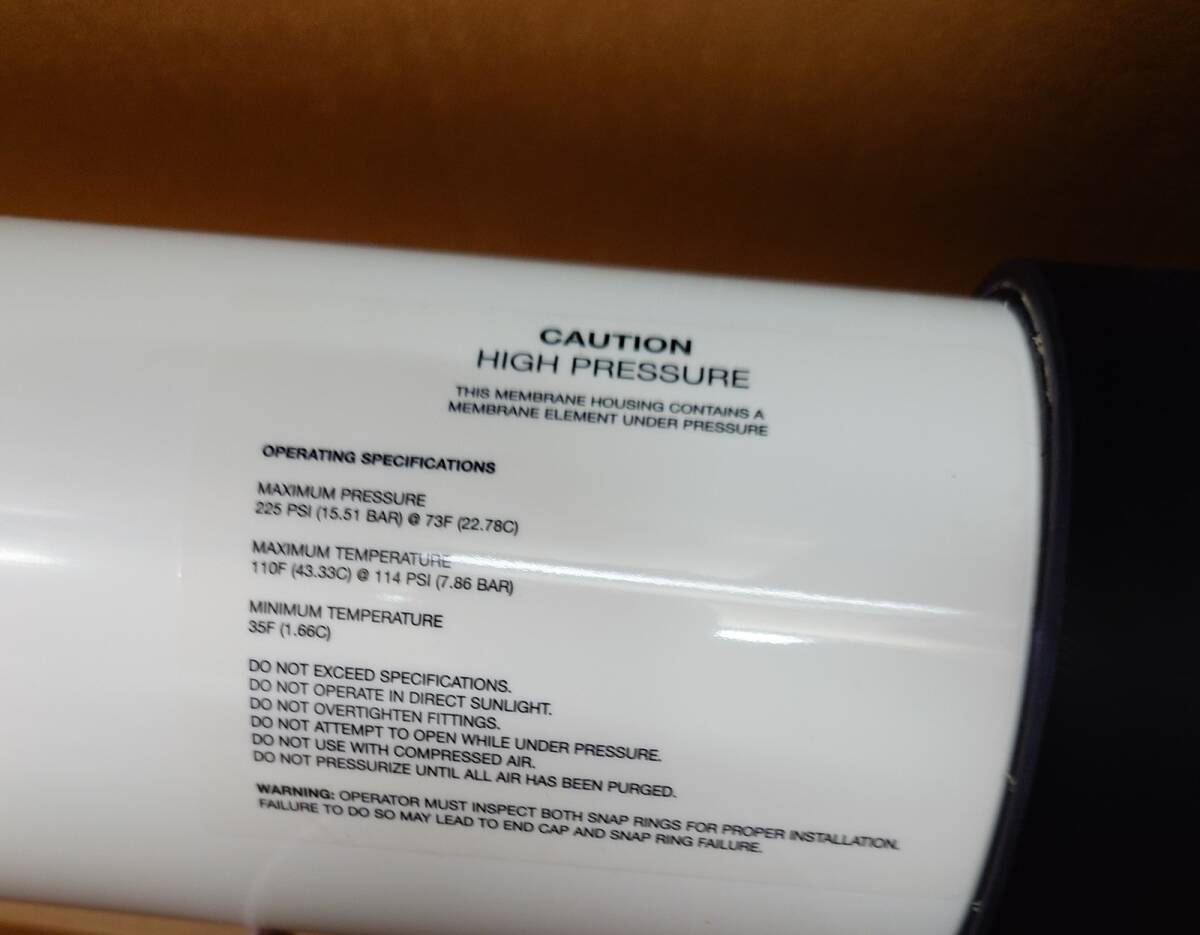 CAUTION
HIGH PRESSURE
THIS MEMBRANE HOUSING CONTAINS A
MEMBRANE ELEMENT UNDER PRESSURE
OPERATING SPECIFICATIONS
MAXIMUM PRESSURE
225 PSI (15.51 BAR) @ 73F (22.78C)
MAXIMUM TEMPERATURE
110F (43.33C) @ 114 PSI (7.86 BAR)
MINIMUM TEMPERATURE
35F (1.66C)
DO NOT EXCEED SPECIFICATIONS.
DO NOT OPERATE IN DIRECT SUNLIGHT.
DO NOT OVERTIGHTEN FITTINGS.
DO NOT ATTEMPT TO OPEN WHILE UNDER PRESSURE.
DO NOT USE WITH COMPRESSED AIR.
DO NOT PRESSURIZE UNTIL ALL AIR HAS BEEN PURGED.
WARNING: OPERATOR MUST INSPECT BOTH SNAP RINGS FOR PROPER INSTALLATION.
FAILURE TO DO SO MAY LEAD TO END CAP AND SNAP RING FAILURE.